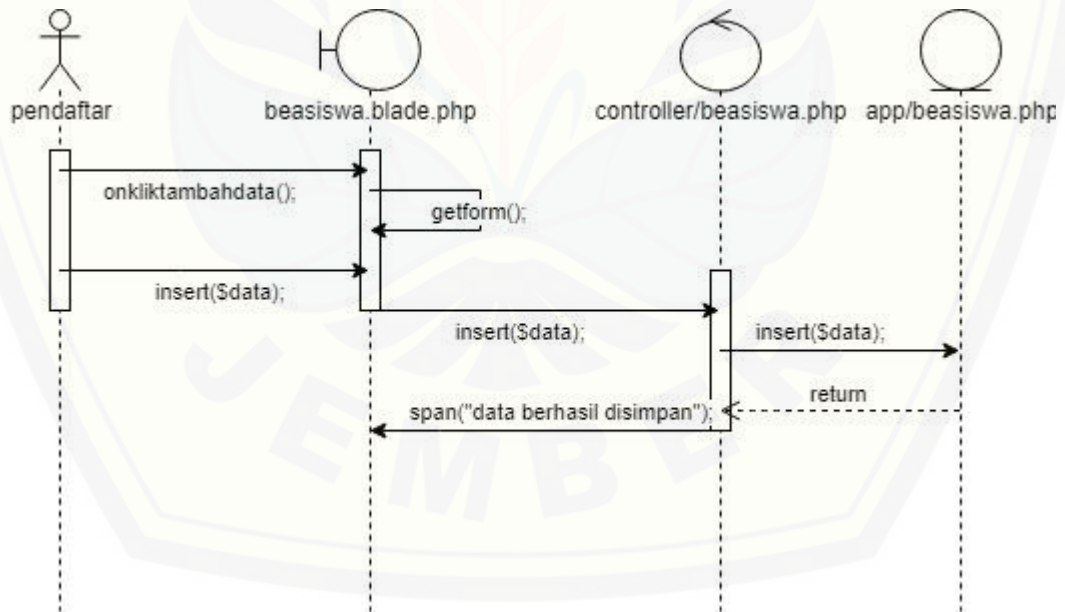 pendaftar
beasiswa.blade.php
controller/beasiswa.php
app/beasiswa.php
onkliktambahdata();
getform();
insert($data);
insert($data);
insert($data);
return
span("data berhasil disimpan");
JEMBER